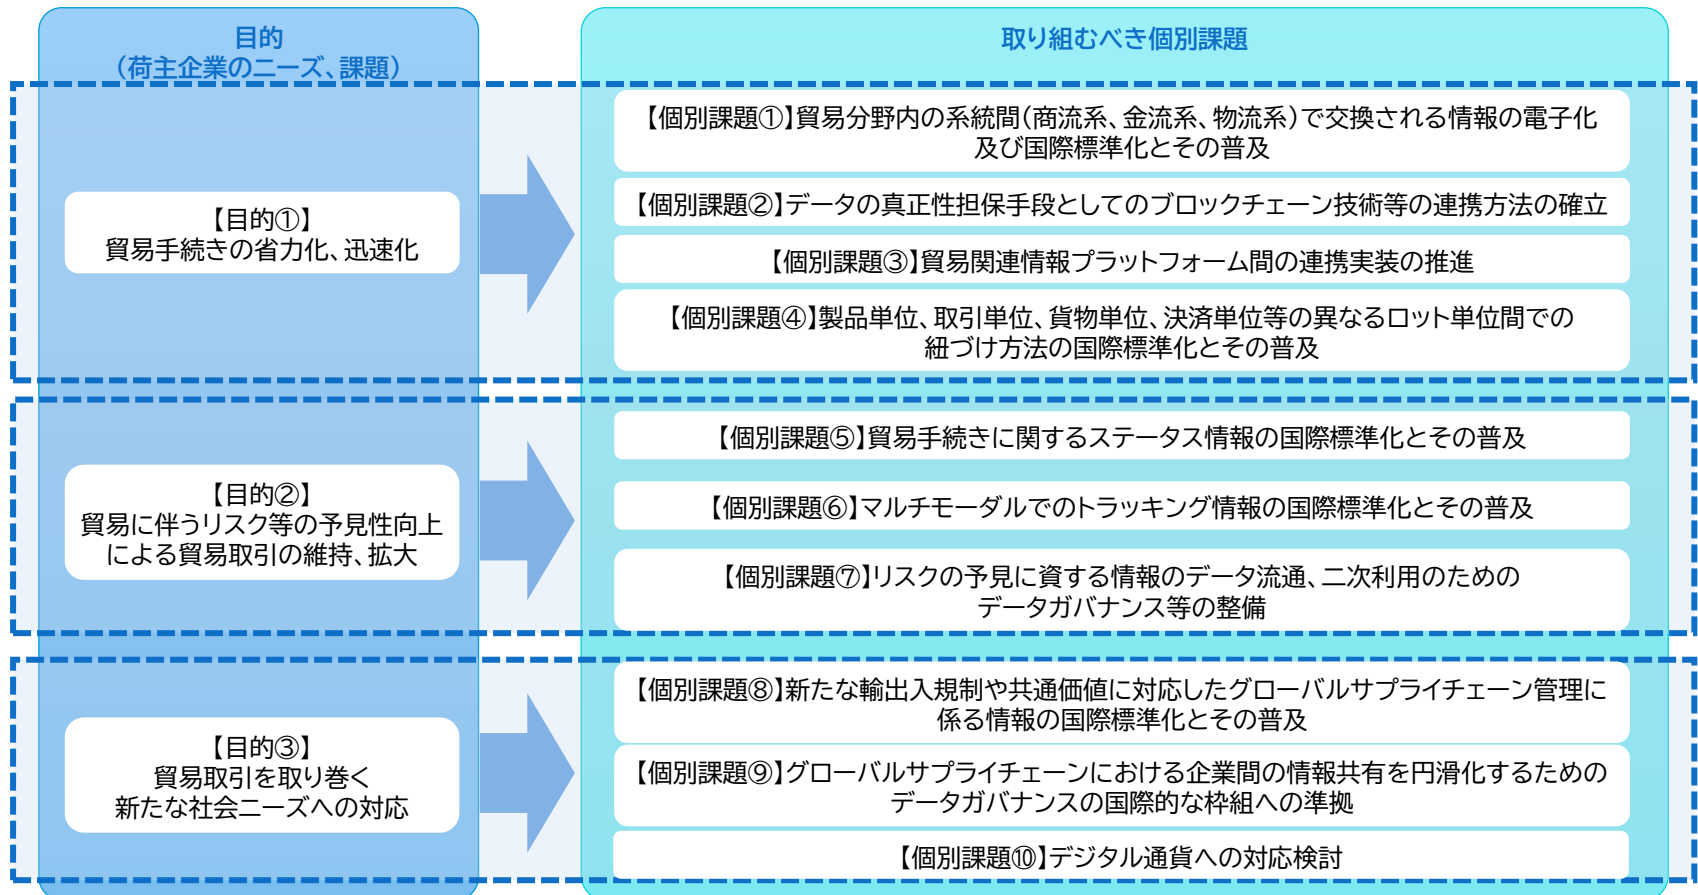 目的
（荷主企業のニーズ、課題）
取り組むべき個別課題
【目的①】
貿易手続きの省力化、迅速化
【個別課題①】貿易分野内の系統間（商流系、金流系、物流系）で交換される情報の電子化
及び国際標準化とその普及
【個別課題②】データの真正性担保手段としてのブロックチェーン技術等の連携方法の確立
【個別課題③】貿易関連情報プラットフォーム間の連携実装の推進
【個別課題④】製品単位、取引単位、貨物単位、決済単位等の異なるロット単位間での
紐づけ方法の国際標準化とその普及
【目的②】
貿易に伴うリスク等の予見性向上
による貿易取引の維持、拡大
【個別課題⑤】貿易手続きに関するステータス情報の国際標準化とその普及
【個別課題⑥】マルチモーダルでのトラッキング情報の国際標準化とその普及
【個別課題⑦】リスクの予見に資する情報のデータ流通、二次利用のための
データガバナンス等の整備
【目的③】
貿易取引を取り巻く
新たな社会ニーズへの対応
【個別課題⑧】新たな輸出入規制や共通価値に対応したグローバルサプライチェーン管理に
係る情報の国際標準化とその普及
【個別課題⑨】グローバルサプライチェーンにおける企業間の情報共有を円滑化するための
データガバナンスの国際的な枠組への準拠
【個別課題⑩】デジタル通貨への対応検討